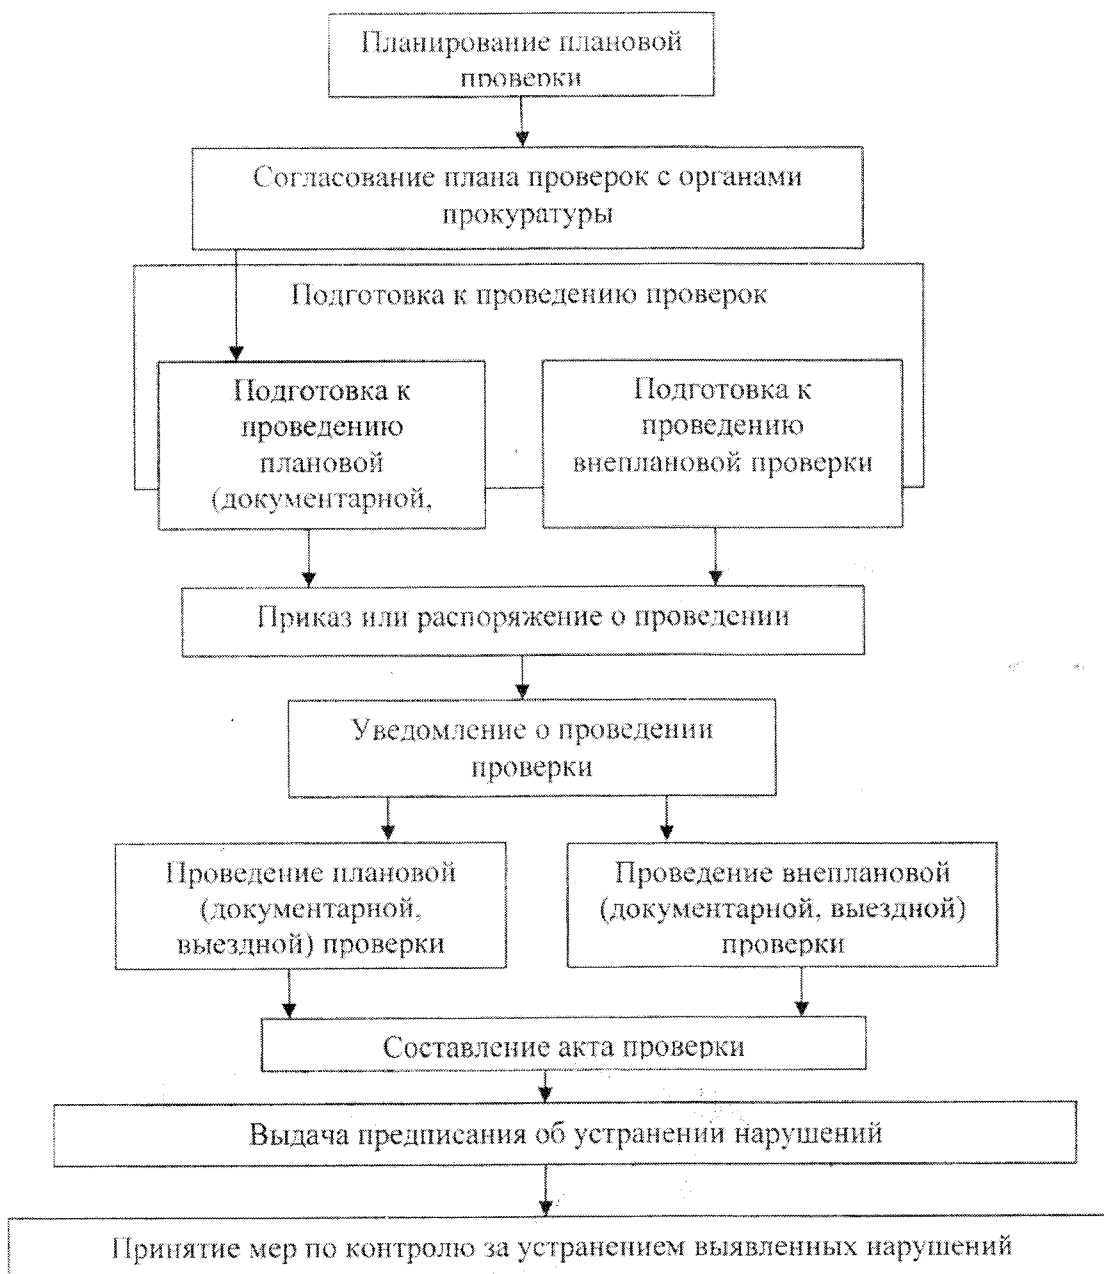 Планирование плановой
проверки
Согласование плана проверок с органами
прокуратуры
Подготовка к проведению проверок
Подготовка к
проведению
плановой
(документарной,
Подготовка к
проведению
внеплановой проверки
Приказ или распоряжение о проведении
Уведомление о проведении
проверки
Проведение плановой
(документарной,
выездной) проверки
Проведение внеплановой
(документарной, выездной)
проверки
Составление акта проверки
Выдача предписания об устранении нарушений
Принятие мер по контролю за устранением выявленных нарушений